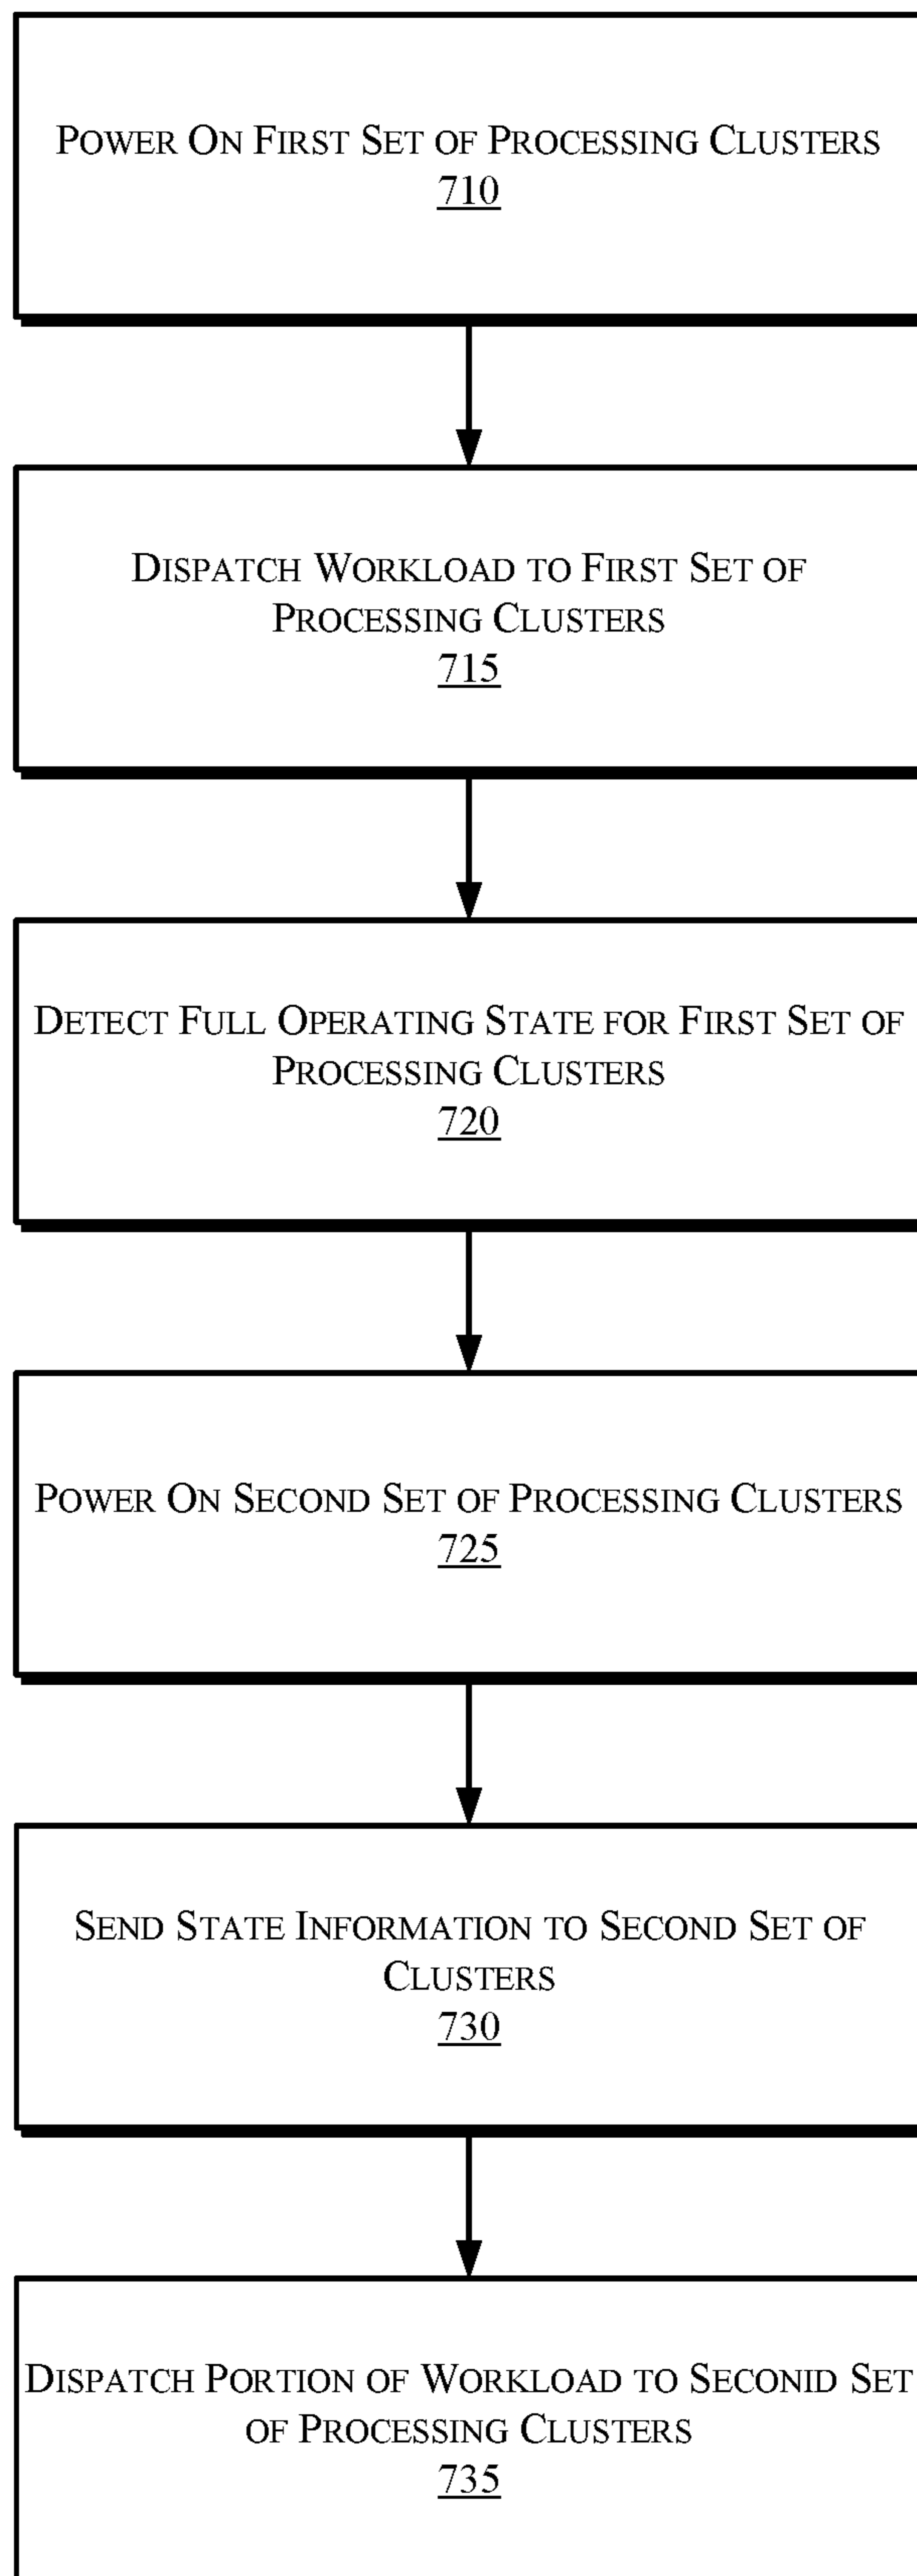 POWER ON FIRST SET OF PROCESSING CLUSTERS
710
DISPATCH WORKLOAD TO FIRST SET OF
PROCESSING CLUSTERS
715
DETECT FULL OPERATING STATE FOR FIRST SET OF
PROCESSING CLUSTERS
720
POWER ON SECOND SET OF PROCESSING CLUSTERS
725
SEND STATE INFORMATION TO SECOND SET OF
CLUSTERS
730
DISPATCH PORTION OF WORKLOAD TO SECONID SET
OF PROCESSING CLUSTERS
735